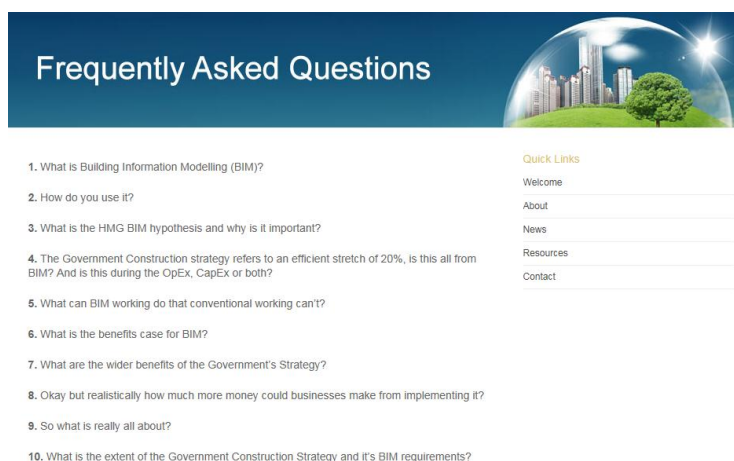 Frequently Asked Questions
1. What is Building Information Modelling (BIM)?
2. How do you use it?
3. What is the HMG BIM hypothesis and why is it important?
4. The Government Construction strategy refers to an efficient stretch of 20%, is this all from
BIM? And is this during the OpEx, CapEx or both?
5. What can BIM working do that conventional working can't?
6. What is the benefits case for BIM?
7. What are the wider benefits of the Government's Strategy?
8. Okay but realistically how much more money could businesses make from implementing it?
9. So what is really all about?
10. What is the extent of the Government Construction Strategy and it's BIM requirements?
Quick Links
Welcome
About
News
Resources
Contact